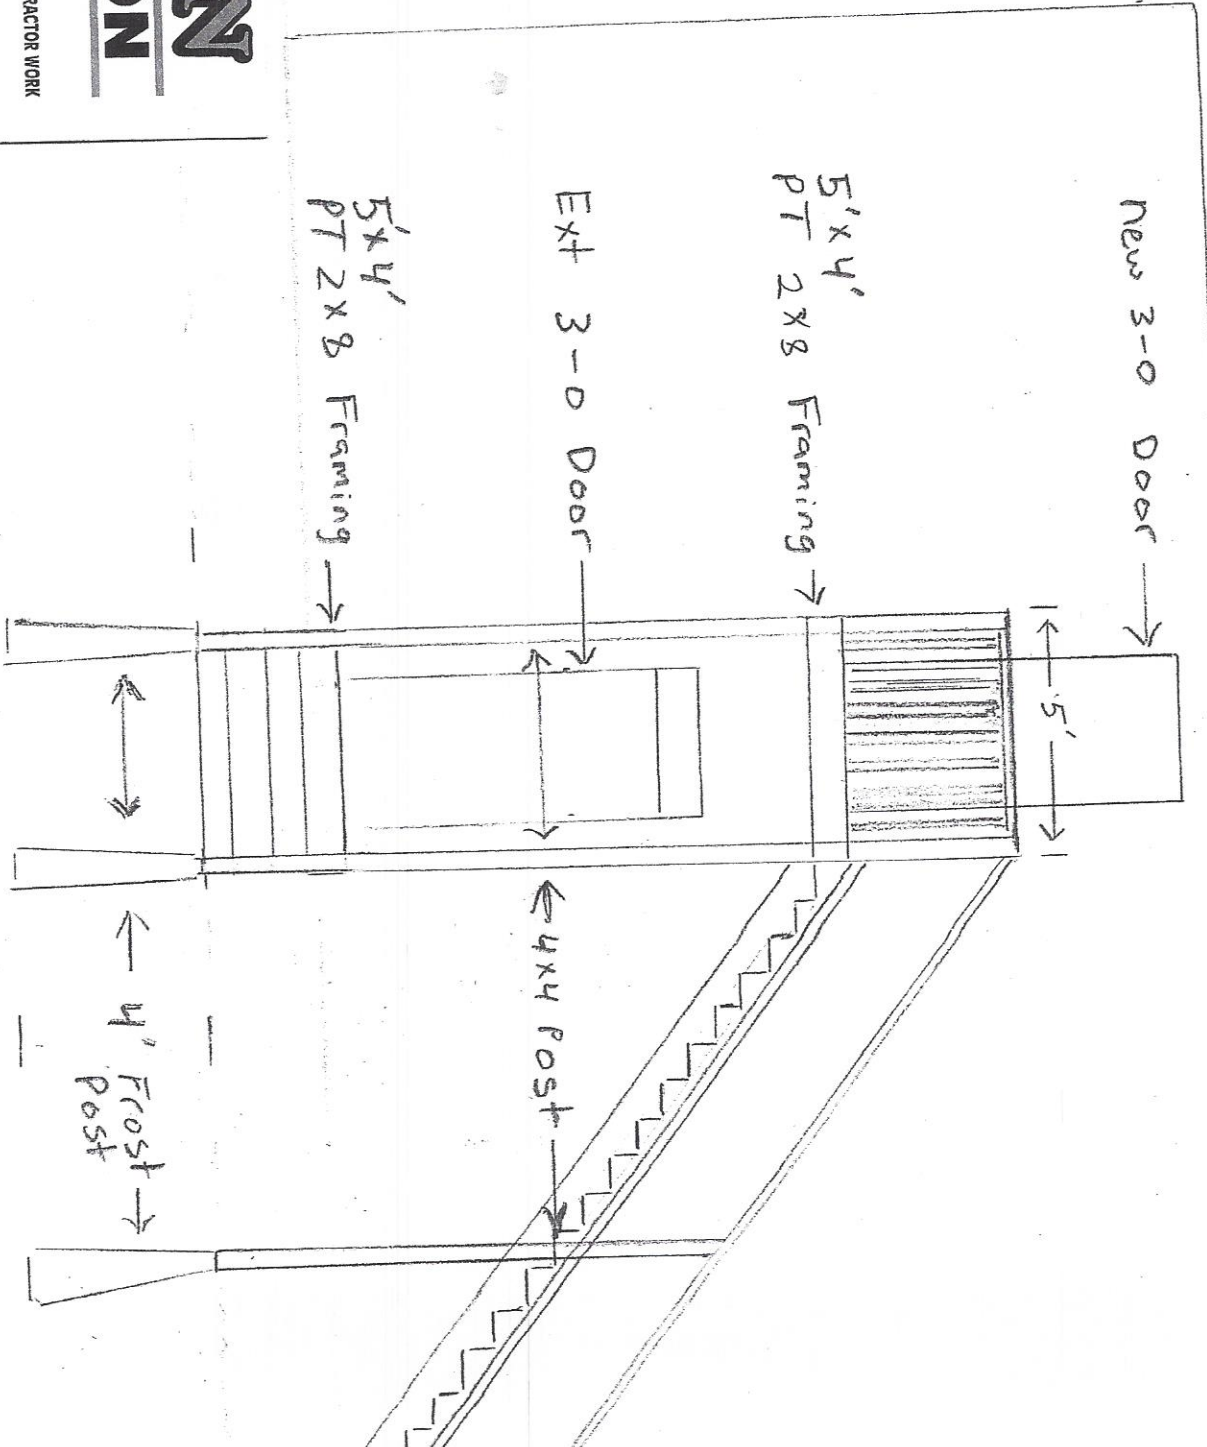 new 3-0 Door
5'
5'x4'
PT 2x8 Framing
Ext 3-0 Door
4x4 Post
5'x4'
PT 2x8 Framing
4' Frost
Post
N
ON
RACTOR WORK